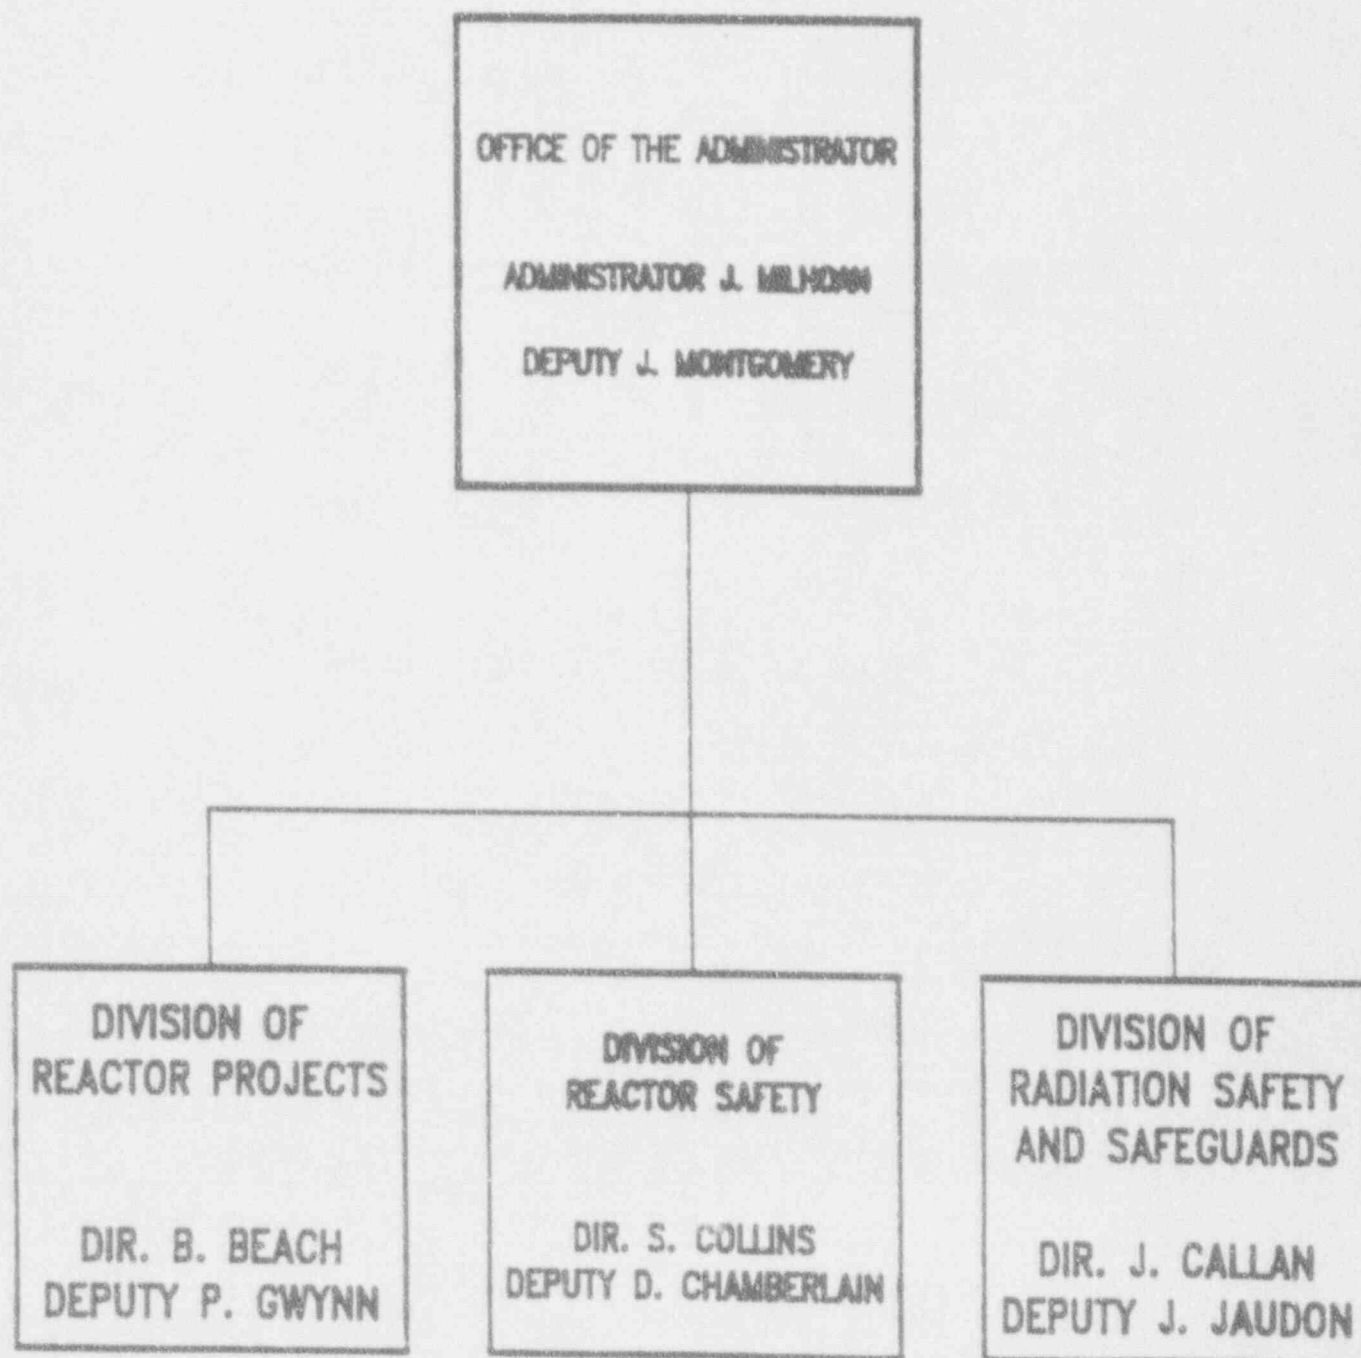 OFFICE OF THE ADMINISTRATOR
ADMINISTRATOR J. MILHOAN
DEPUTY J. MONTGOMERY
DIVISION OF
REACTOR PROJECTS
DIR. B. BEACH
DEPUTY P. GWYNN
DIVISION OF
REACTOR SAFETY
DIR. S. COLLINS
DEPUTY D. CHAMBERLAIN
DIVISION OF
RADIATION SAFETY
AND SAFEGUARDS
DIR. J. CALLAN
DEPUTY J. JAUDON